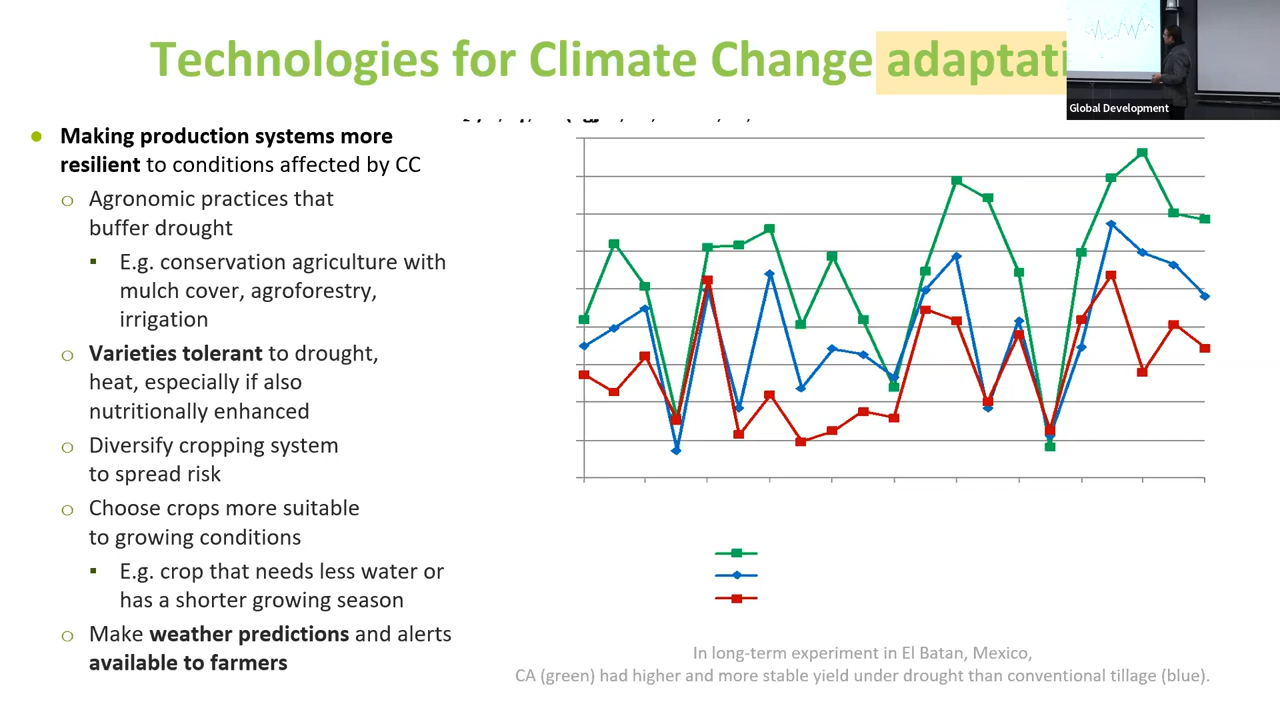 Technologies for Climate Change adaptati
Global Development
● Making production systems more
resilient to conditions affected by CC
o Agronomic practices that
buffer drought
▪ E.g. conservation agriculture with
mulch cover, agroforestry,
irrigation
o Varieties tolerant to drought,
heat, especially if also
nutritionally enhanced
o Diversify cropping system
to spread risk
o Choose crops more suitable
to growing conditions
▪ E.g. crop that needs less water or
has a shorter growing season
o Make weather predictions and alerts
available to farmers
In long-term experiment in El Batan, Mexico,
CA (green) had higher and more stable yield under drought than conventional tillage (blue).